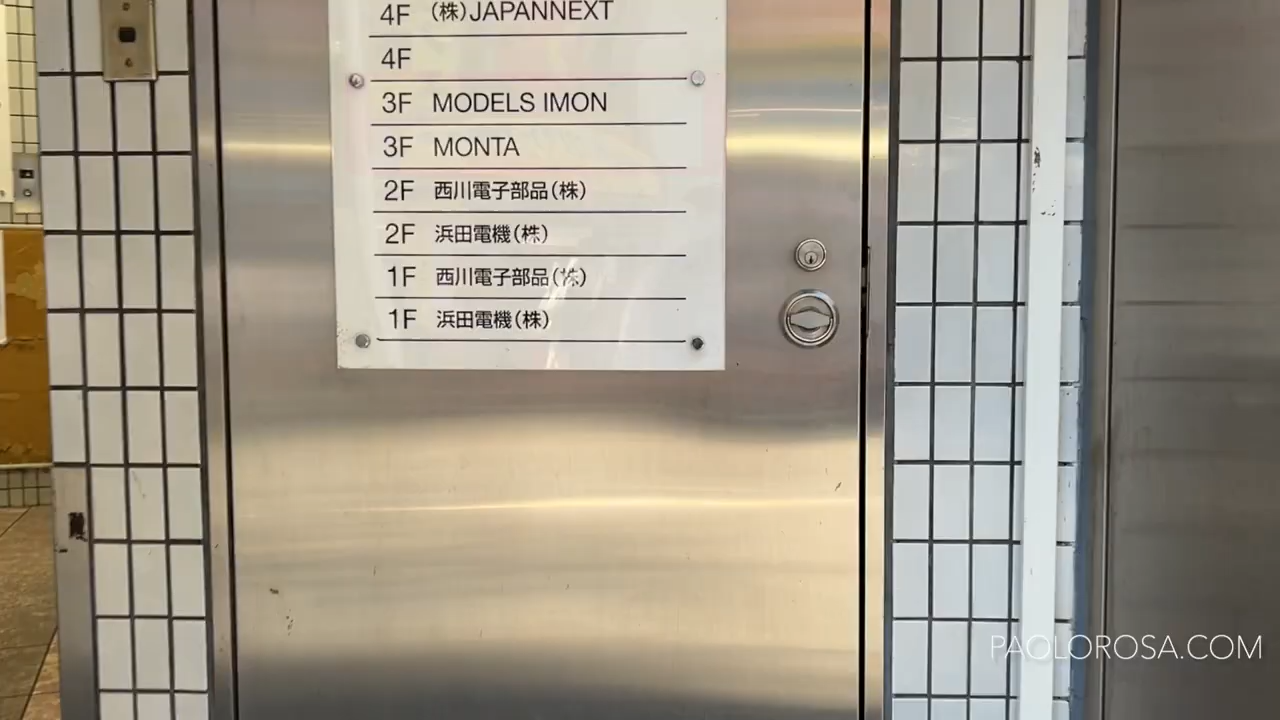 4F (株)JAPANNEXT
4F
3F MODELS IMON
3F MONTA
2F 西川電子部品(株)
2F 浜田電機(株)
1F 西川電子部品(株)
1F 浜田電機(株)
PAOLOROSA.COM